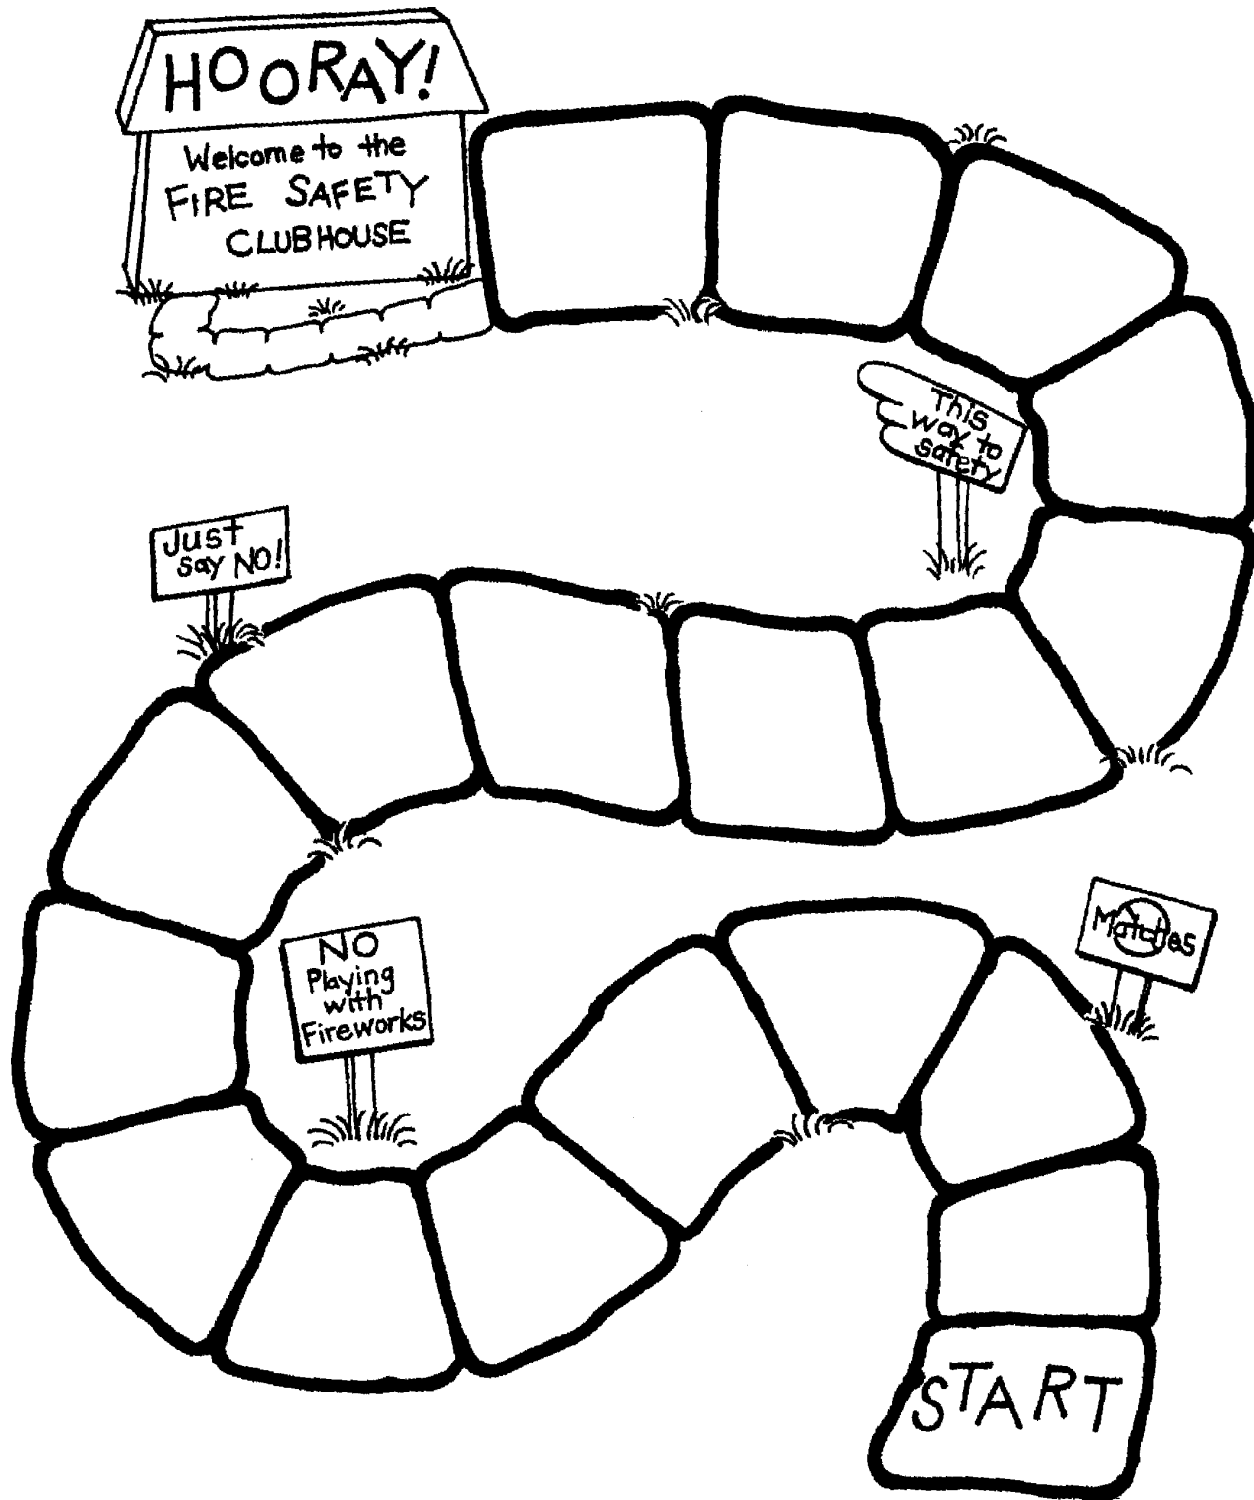 HOORAY!
Welcome to the
FIRE SAFETY
CLUBHOUSE
This
way to
safety
Just
say NO!
Matches
NO
Playing
with
Fireworks
START